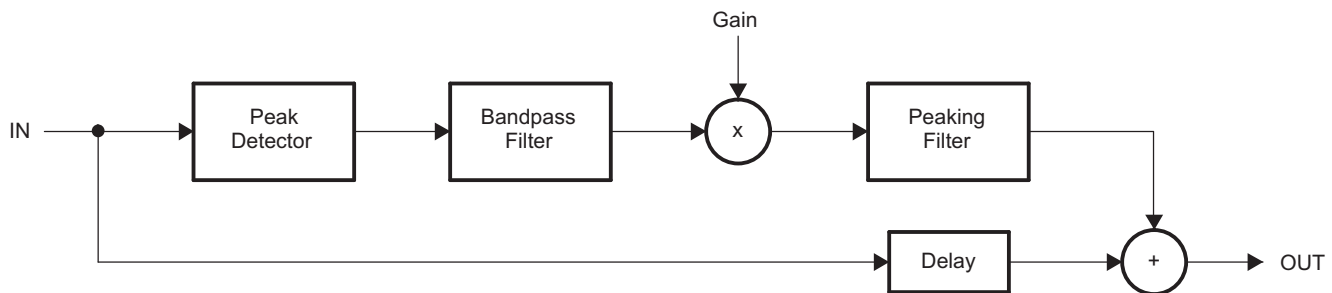 Gain
IN
Peak
Detector
Bandpass
Filter
x
Peaking
Filter
Delay
+
OUT